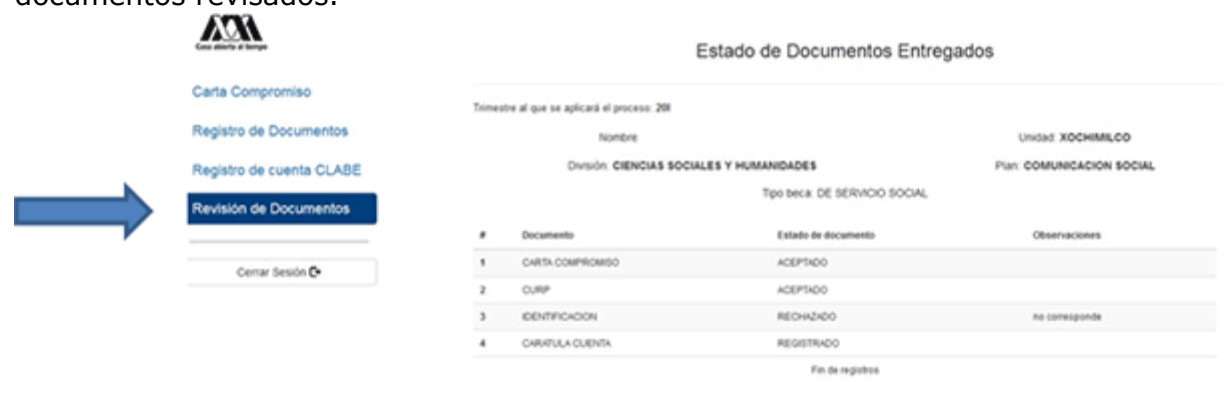 documentos revisados.
Casa abierta al tiempo
Estado de Documentos Entregados
Carta Compromiso
Registro de Documentos
Registro de cuenta CLABE
Revisión de Documentos
Cerrar Sesión
Trimestre al que se aplicará el proceso: 20I
Nombre
Unidad: XOCHIMILCO
División: CIENCIAS SOCIALES Y HUMANIDADES
Plan: COMUNICACION SOCIAL
Tipo beca: DE SERVICIO SOCIAL
# Documento Estado de documento Observaciones
1 CARTA COMPROMISO ACEPTADO
2 CURP ACEPTADO
3 IDENTIFICACION RECHAZADO no corresponde
4 CARATULA CUENTA REGISTRADO
Fin de registros